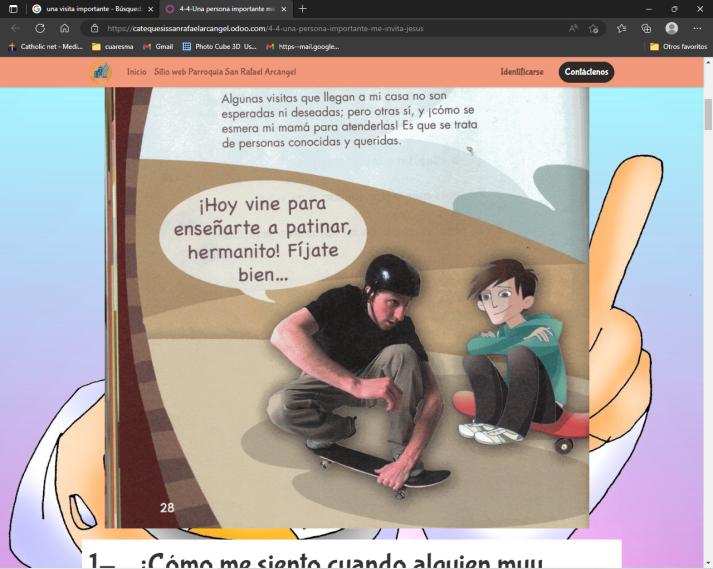 una visita importante - Búsqued
4-4-Una persona importante me
https://catequesissanrafaelarcangel.odoo.com/4-4-una-persona-importante-me-invita-jesus
Catholic net - Medi...
cuaresma
Gmail
Photo Cube 3D Us...
https--mail.google...
Otros favoritos
Inicio
Sitio web Parroquia San Rafael Arcangel
Identificarse
Contáctenos
Algunas visitas que llegan a mi casa no son
esperadas ni deseadas; pero otras sí, y ¡cómo se
esmera mi mamá para atenderlas! Es que se trata
de personas conocidas y queridas.
¡Hoy vine para
enseñarte a patinar,
hermanito! Fíjate
bien...
28
1- ¿Cómo me siento cuando alguien muy